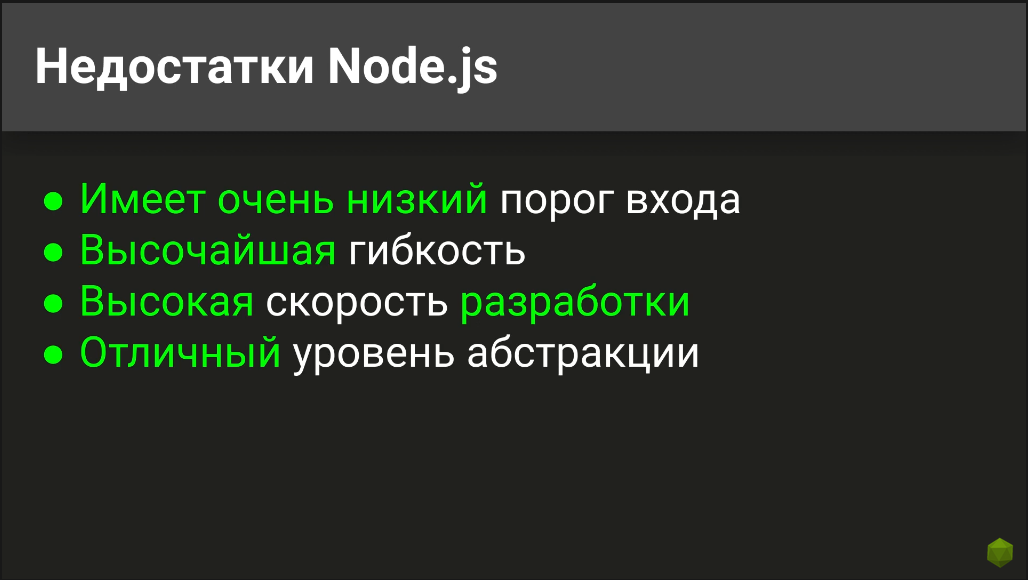 Недостатки Node.js
● Имеет очень низкий порог входа
● Высочайшая гибкость
● Высокая скорость разработки
● Отличный уровень абстракции